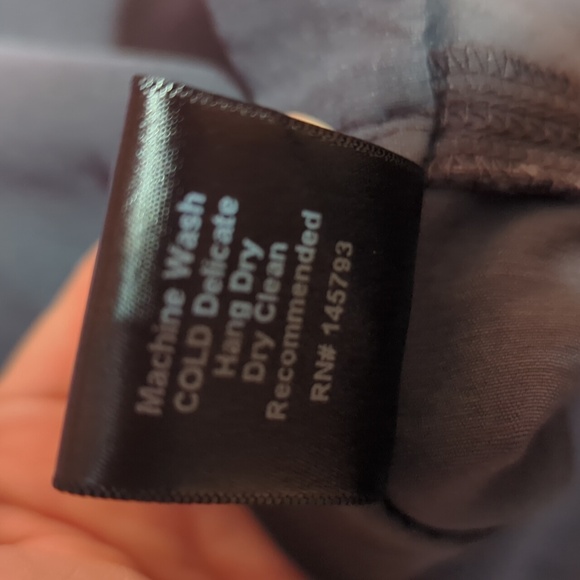 Machine Wash
COLD Delicate
Hang Dry
Dry Clean
Recommended
RN# 145793